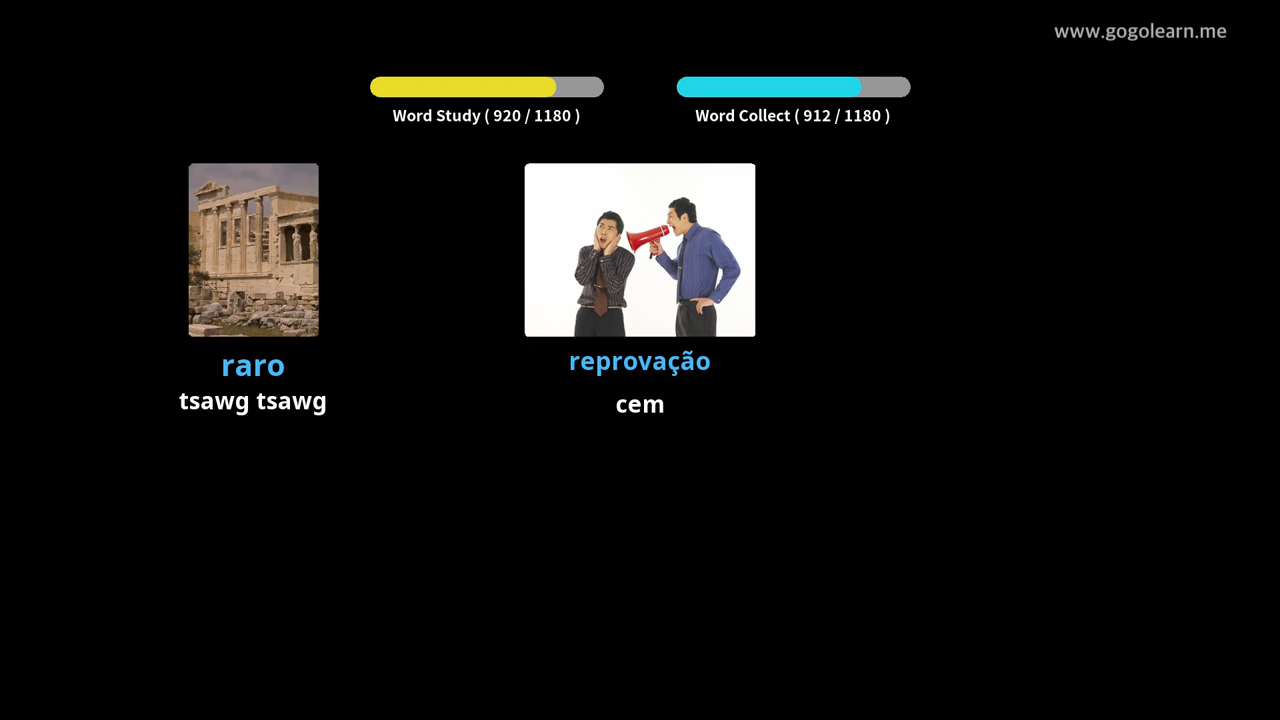 www.gogolearn.me
Word Study ( 920 / 1180 )
Word Collect ( 912 / 1180 )
raro
tsawg tsawg
reprovação
cem